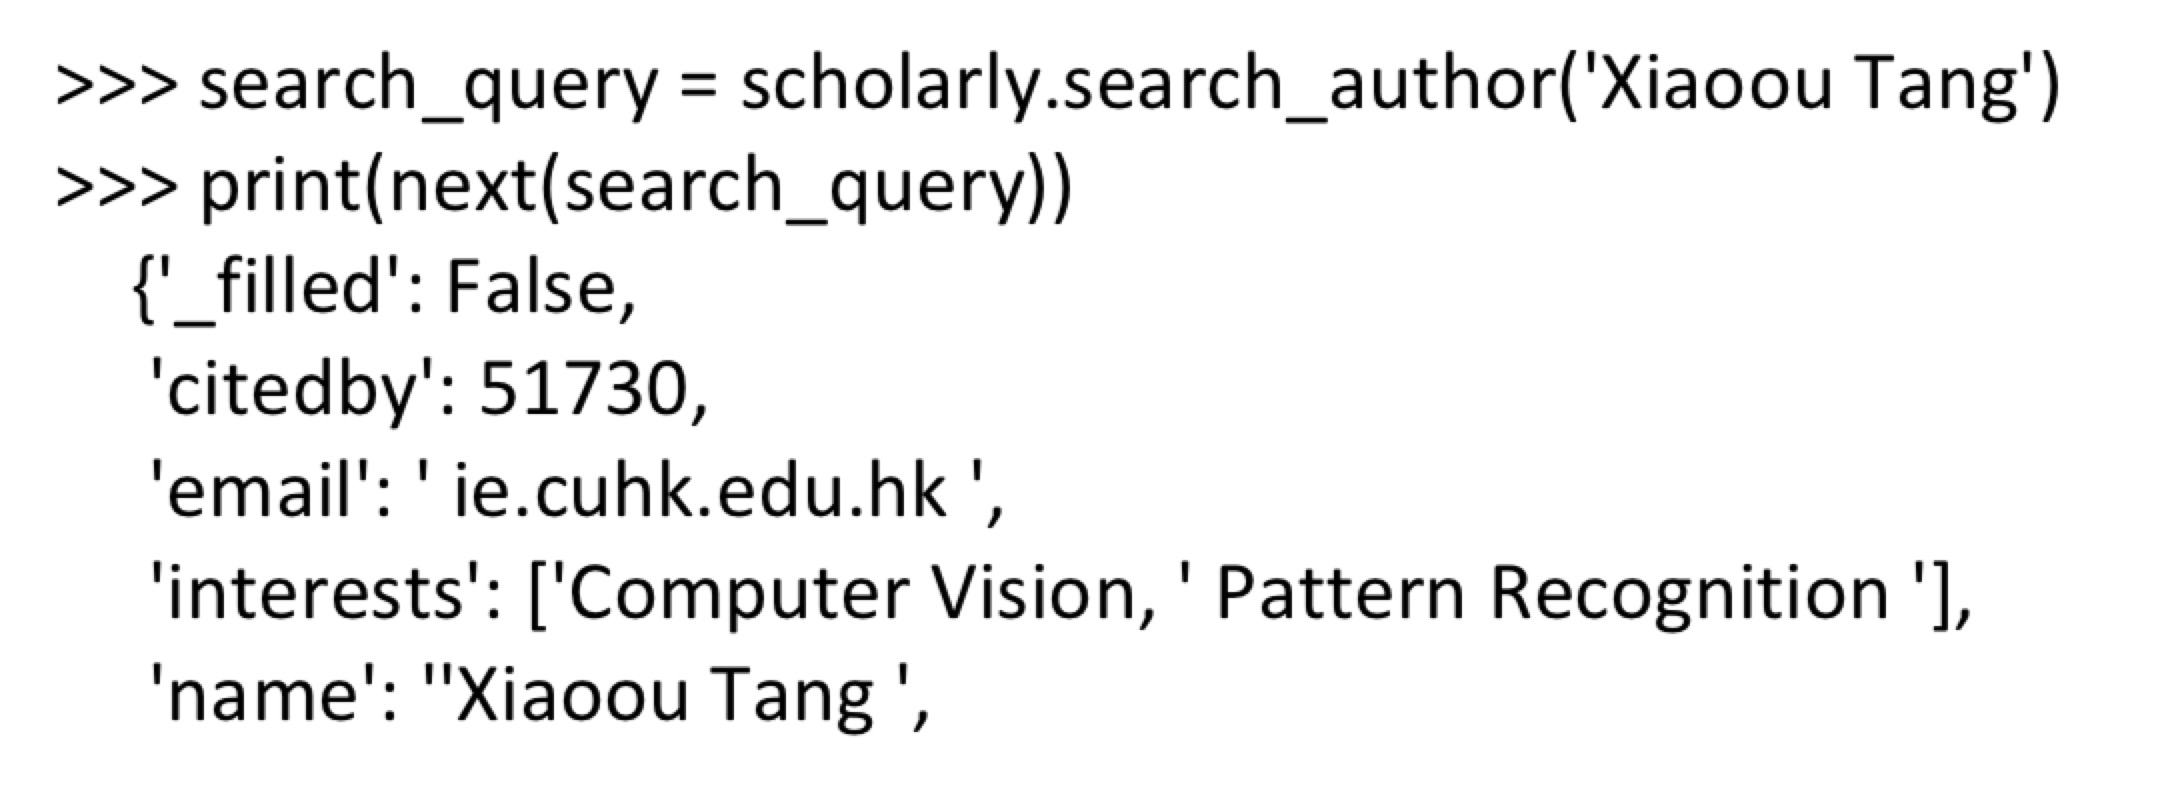 >>> search_query = scholarly.search_author('Xiaoou Tang')
>>> print(next(search_query))
{'_filled': False,
'citedby': 51730,
'email': ' ie.cuhk.edu.hk ',
'interests': ['Computer Vision, ' Pattern Recognition '],
'name': ''Xiaoou Tang ',